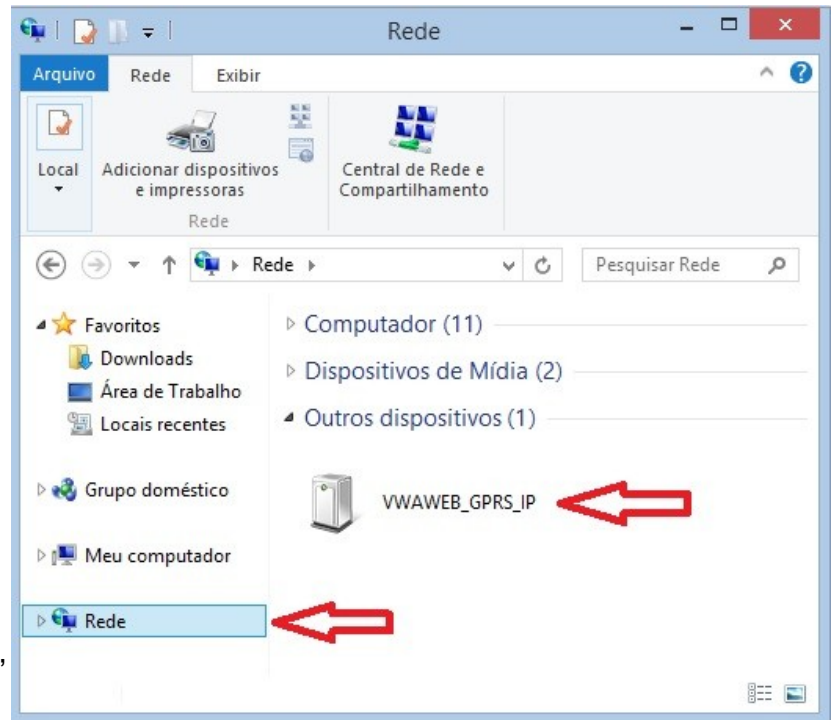 Rede
Arquivo Rede Exibir
Local
Adicionar dispositivos
e impressoras
Central de Rede e
Compartilhamento
Rede
Rede
Pesquisar Rede
Favoritos
Downloads
Área de Trabalho
Locais recentes
Grupo doméstico
Meu computador
Rede
Computador (11)
Dispositivos de Mídia (2)
Outros dispositivos (1)
VWAWEB_GPRS_IP
,